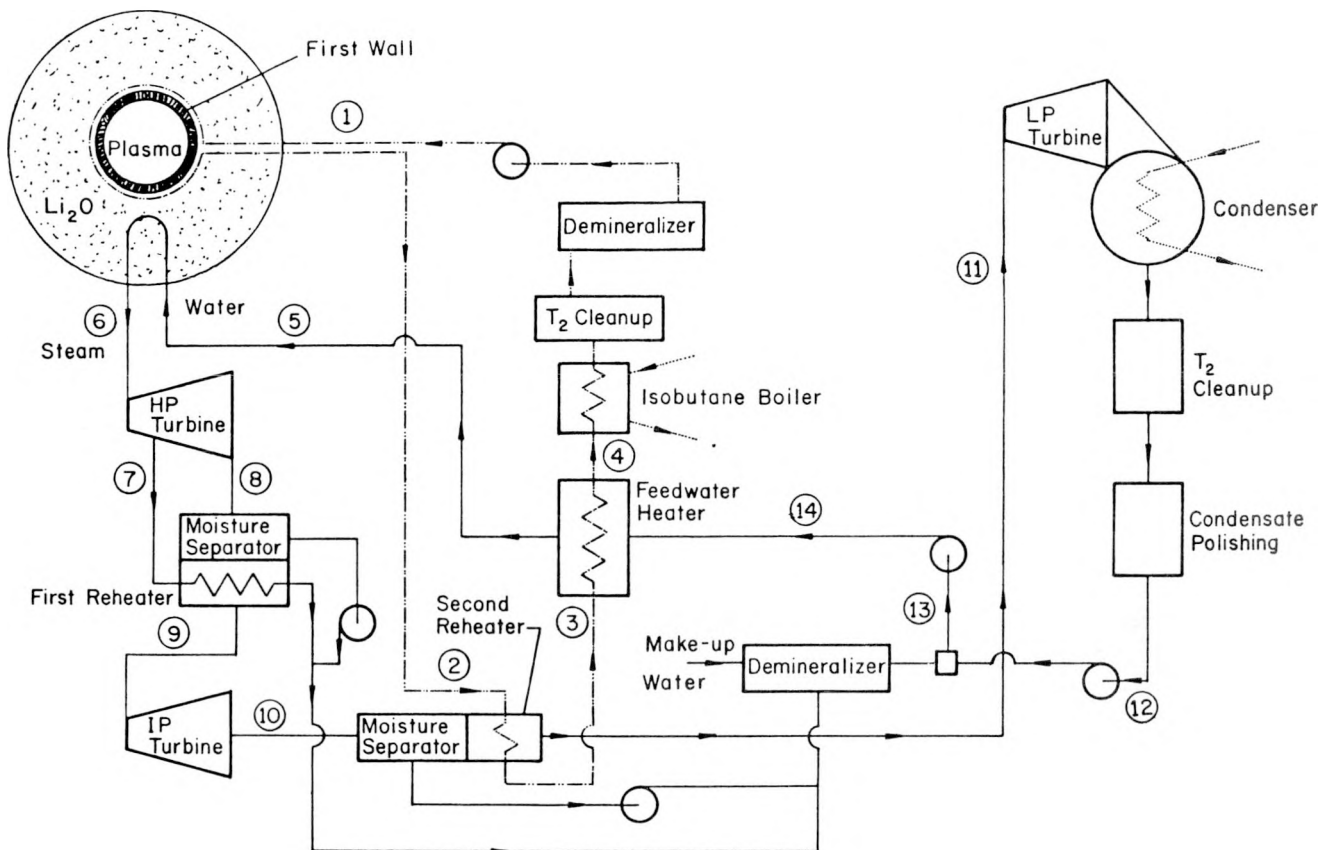 First Wall
1
Plasma
Li₂O
LP
Turbine
Condenser
Demineralizer
11
6
Water
5
Steam
T₂ Cleanup
T₂
Cleanup
Isobutane Boiler
HP
Turbine
4
7
8
Feedwater
Heater
14
Moisture
Separator
Condensate
Polishing
First Reheater
9
Second
Reheater
3
13
2
Make-up
Water
Demineralizer
12
IP
Turbine
10
Moisture
Separator